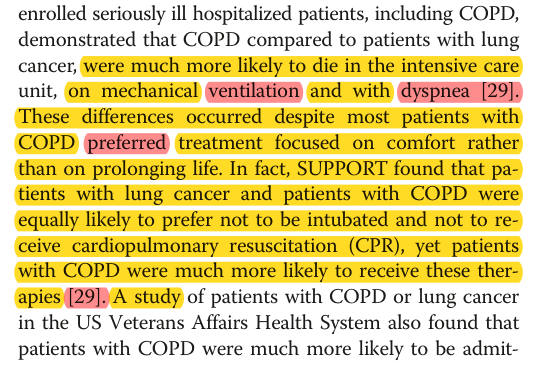 enrolled seriously ill hospitalized patients, including COPD,
demonstrated that COPD compared to patients with lung
cancer, were much more likely to die in the intensive care
unit, on mechanical ventilation and with dyspnea [29].
These differences occurred despite most patients with
COPD preferred treatment focused on comfort rather
than on prolonging life. In fact, SUPPORT found that pa-
tients with lung cancer and patients with COPD were
equally likely to prefer not to be intubated and not to re-
ceive cardiopulmonary resuscitation (CPR), yet patients
with COPD were much more likely to receive these ther-
apies [29]. A study of patients with COPD or lung cancer
in the US Veterans Affairs Health System also found that
patients with COPD were much more likely to be admit-